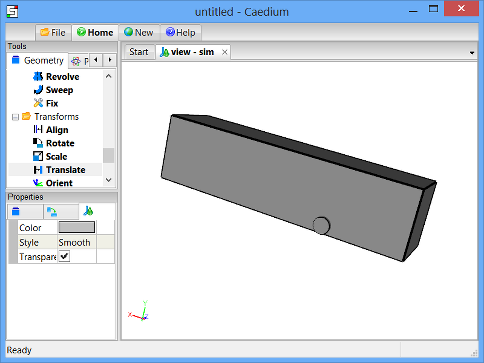 untitled - Caedium
File
Home
New
Help
Tools
Geometry
P
Revolve
Sweep
Fix
Transforms
Align
Rotate
Scale
Translate
Orient
Properties
Color
Style Smooth
Transpare
Start
view - sim
Ready